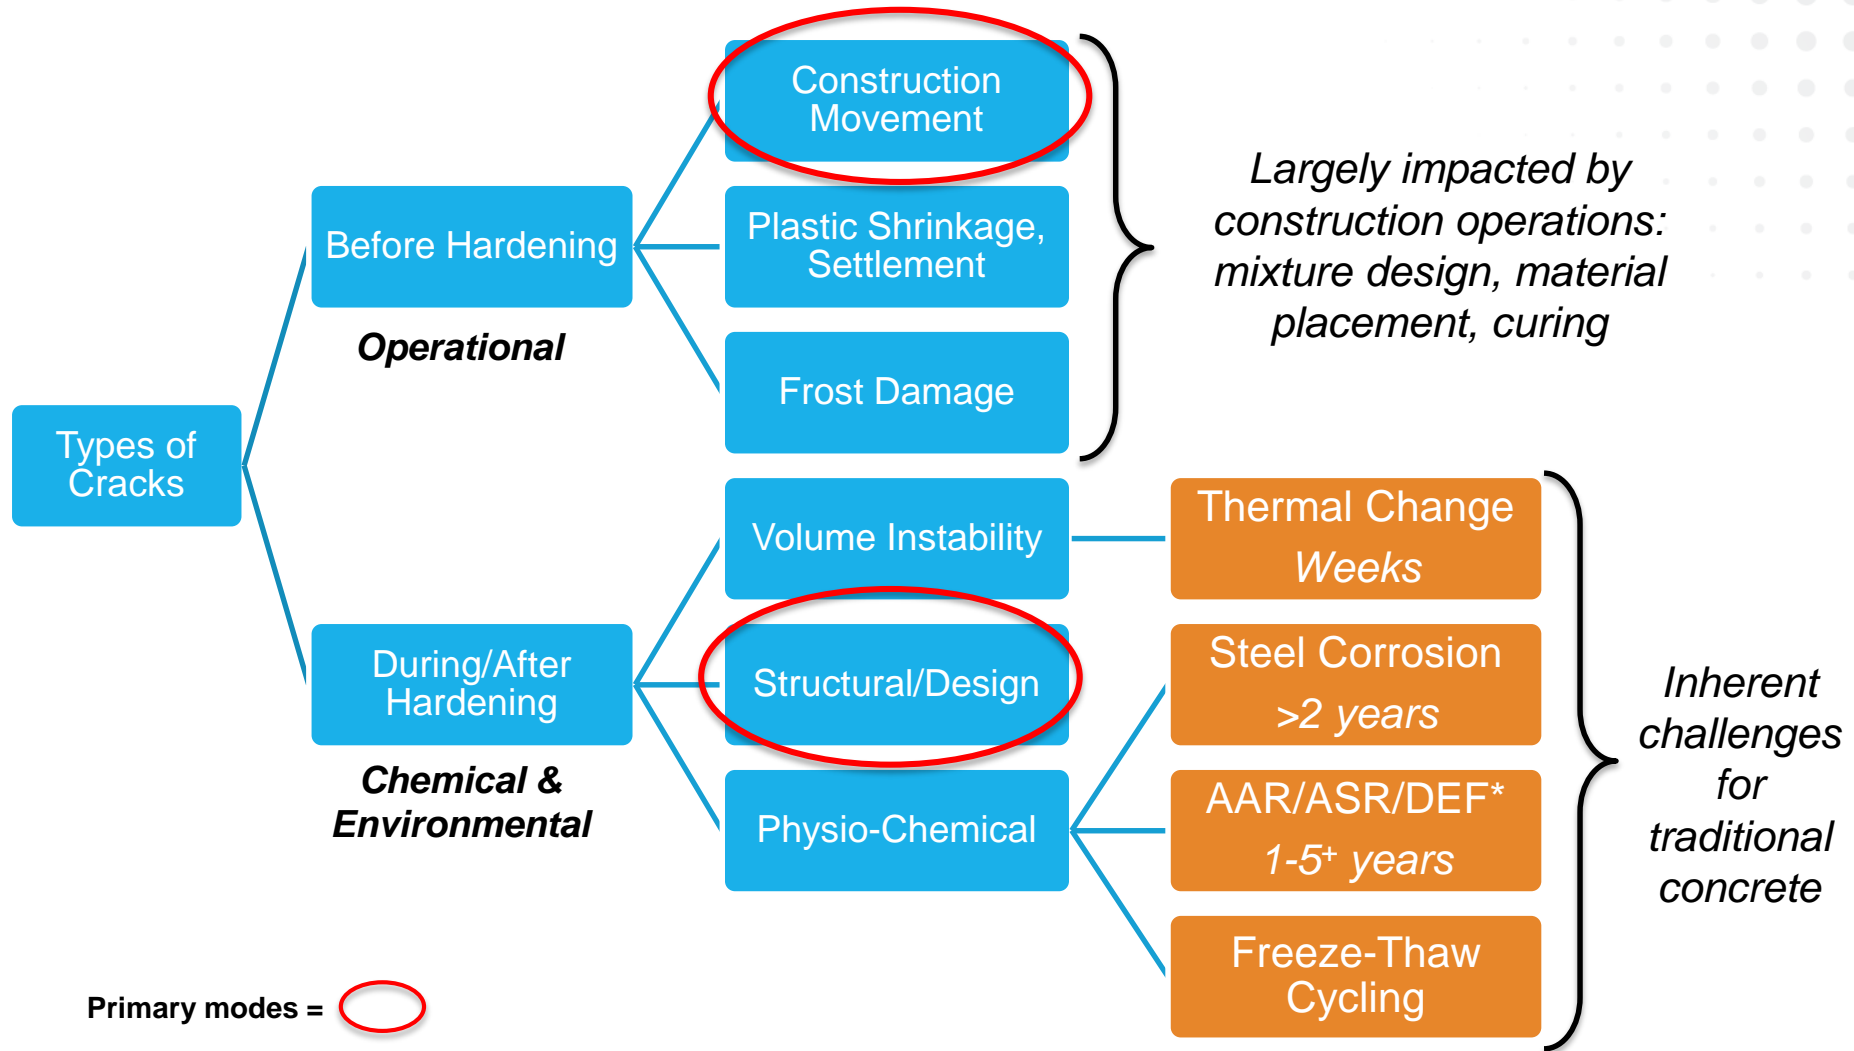 Types of
Cracks
Before Hardening
Operational
Construction
Movement
Plastic Shrinkage,
Settlement
Frost Damage
Largely impacted by
construction operations:
mixture design, material
placement, curing
During/After
Hardening
Chemical &
Environmental
Volume Instability
Structural/Design
Physio-Chemical
Thermal Change
Weeks
Steel Corrosion
>2 years
AAR/ASR/DEF*
1-5+ years
Freeze-Thaw
Cycling
Inherent
challenges
for
traditional
concrete
Primary modes =